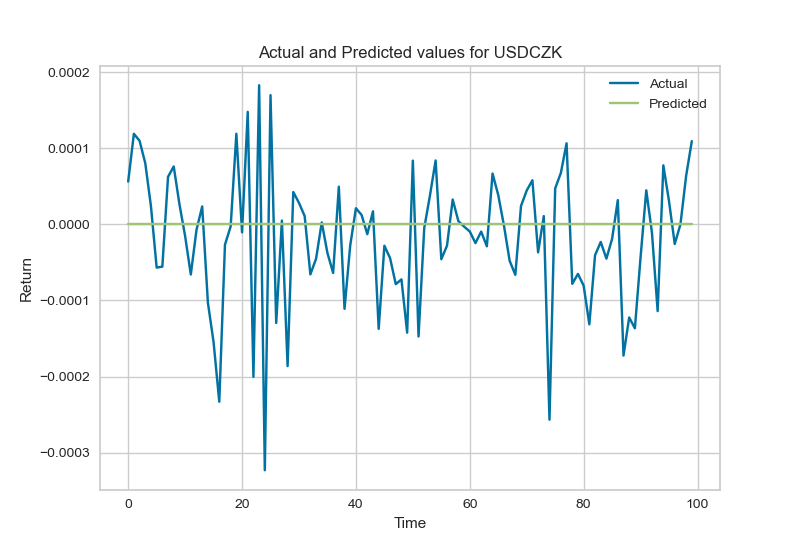 Actual and Predicted values for USDCZK
Actual
Predicted
0.0002
0.0001
0.0000
−0.0001
−0.0002
−0.0003
Return
0 20 40 60 80 100
Time